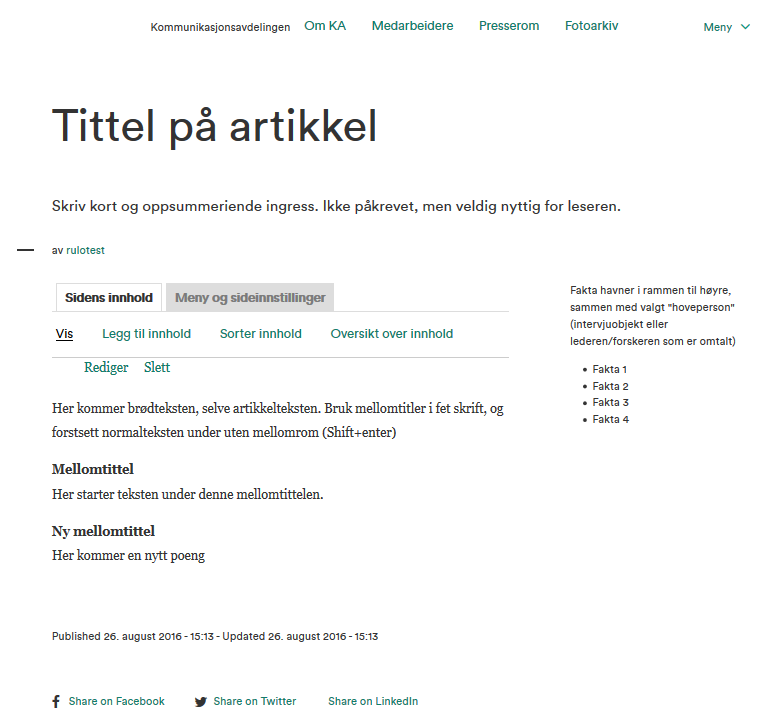 Kommunikasjonsavdelingen Om KA Medarbeidere Presserom Fotoarkiv Meny
Tittel på artikkel
Skriv kort og oppsummeriende ingress. Ikke påkrevet, men veldig nyttig for leseren.
av rulotest
Sidens innhold Meny og sideinnstillinger
Vis Legg til innhold Sorter innhold Oversikt over innhold
Rediger Slett
Her kommer brødteksten, selve artikkelteksten. Bruk mellomtitler i fet skrift, og
forstsett normalteksten under uten mellomrom (Shift+enter)
Mellomtittel
Her starter teksten under denne mellomtittelen.
Ny mellomtittel
Her kommer en nytt poeng
Fakta havner i rammen til høyre,
sammen med valgt "hoveperson"
(intervjuobjekt eller
lederen/forskeren som er omtalt)
• Fakta 1
• Fakta 2
• Fakta 3
• Fakta 4
Published 26. august 2016 - 15:13 - Updated 26. august 2016 - 15:13
Share on Facebook Share on Twitter Share on LinkedIn